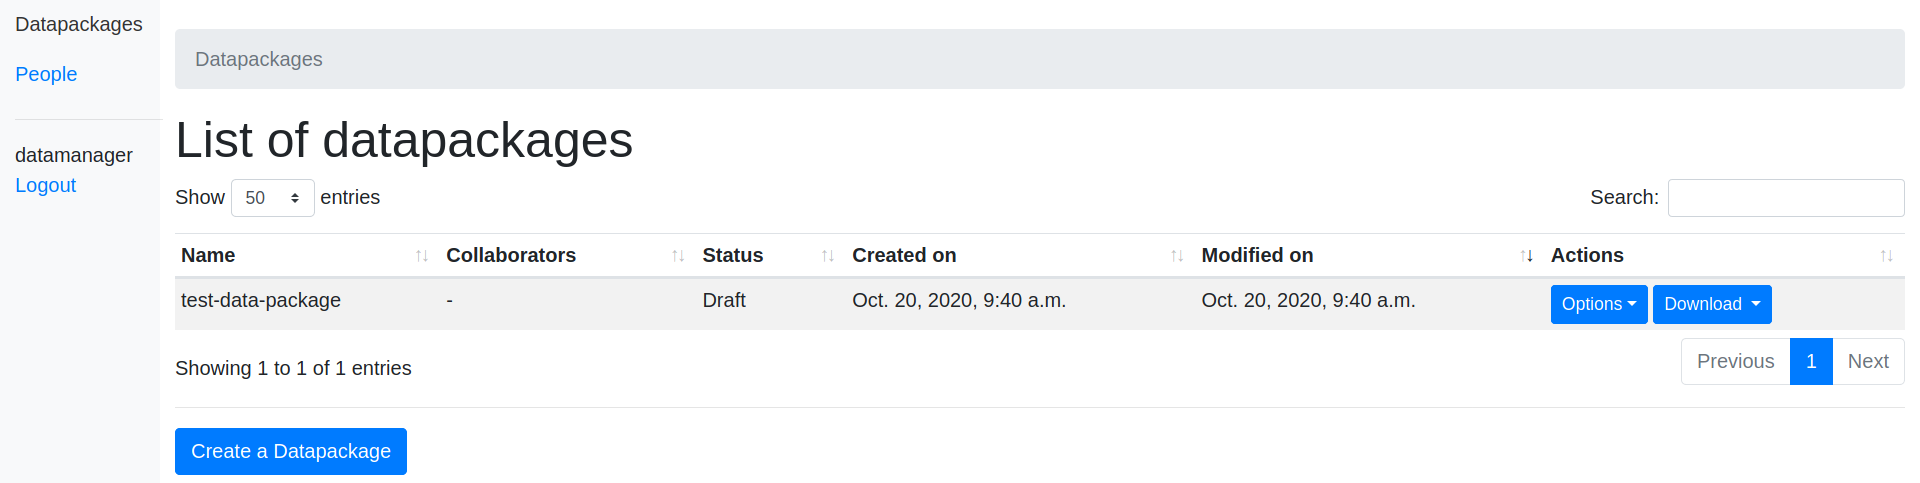 Datapackages
People
datamanager
Logout
Datapackages
List of datapackages
Show 50 entries
Search:
Name Collaborators Status Created on Modified on Actions
test-data-package - Draft Oct. 20, 2020, 9:40 a.m. Oct. 20, 2020, 9:40 a.m. Options Download
Showing 1 to 1 of 1 entries
Previous 1 Next
Create a Datapackage